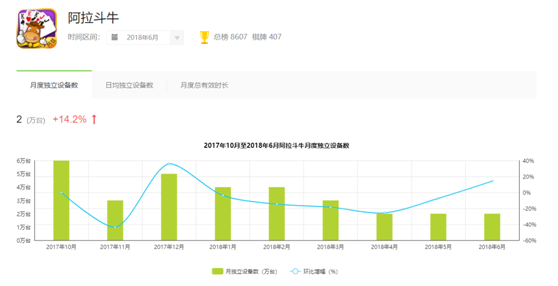 阿拉斗牛
时间区间： 2018年6月 总榜 8607 棋牌 407
月度独立设备数 日均独立设备数 月度总有效时长
2 (万台) +14.2%
2017年10月至2018年6月阿拉斗牛月度独立设备数
6万台 40%
5万台 20%
4万台 0%
3万台 -20%
2万台
1万台 -40%
0万台 -60%
2017年10月 2017年11月 2017年12月 2018年1月 2018年2月 2018年3月 2018年4月 2018年5月 2018年6月
月独立设备数（万台） 环比增幅（%）